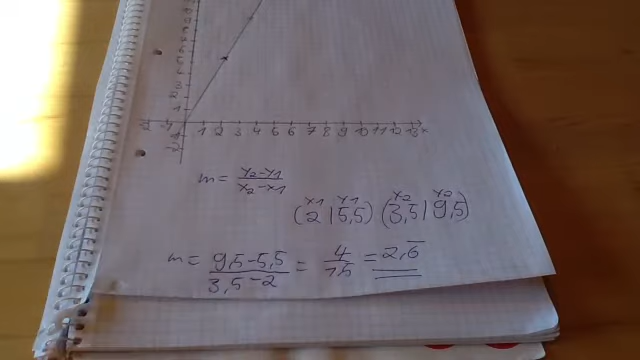 1 2 3 4 5 6 7 8 9 10 11 12 13 x
m = y2-y1 / x2-x1
x1 y1 x2 y2
(2|5,5) (3,5|9,5)
m = 9,5-5,5 / 3,5-2 = 4 / 1,5 = 2,6̅